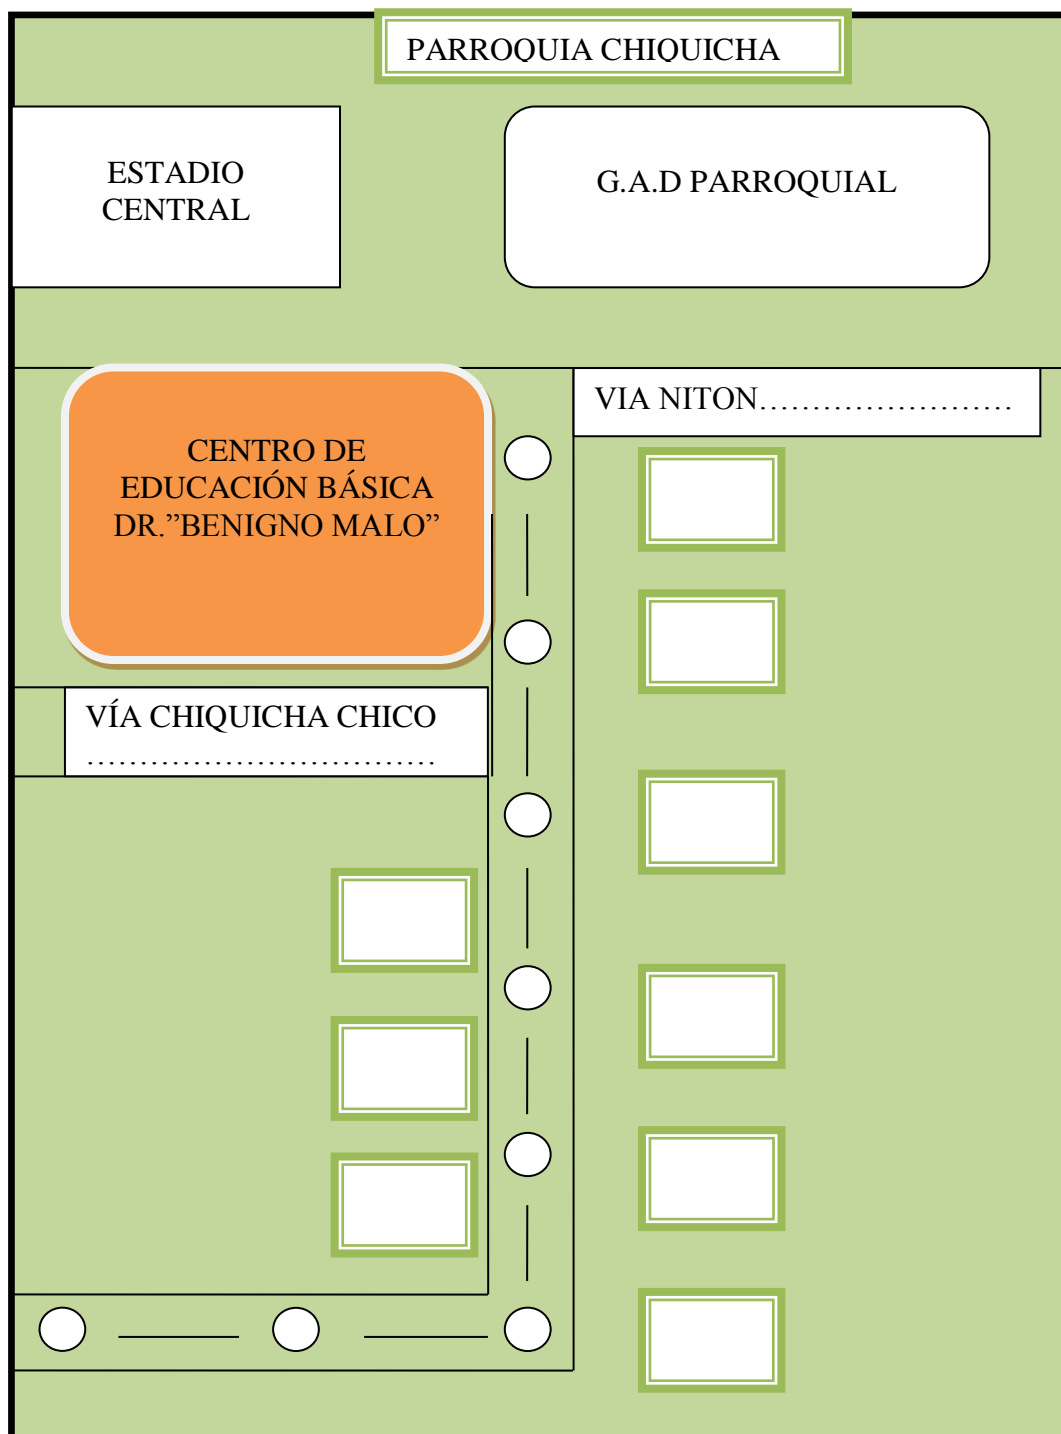 PARROQUIA CHIQUICHA
ESTADIO
CENTRAL
G.A.D PARROQUIAL
VIA NITON……………………
CENTRO DE
EDUCACIÓN BÁSICA
DR.”BENIGNO MALO”
VÍA CHIQUICHA CHICO
……………………………